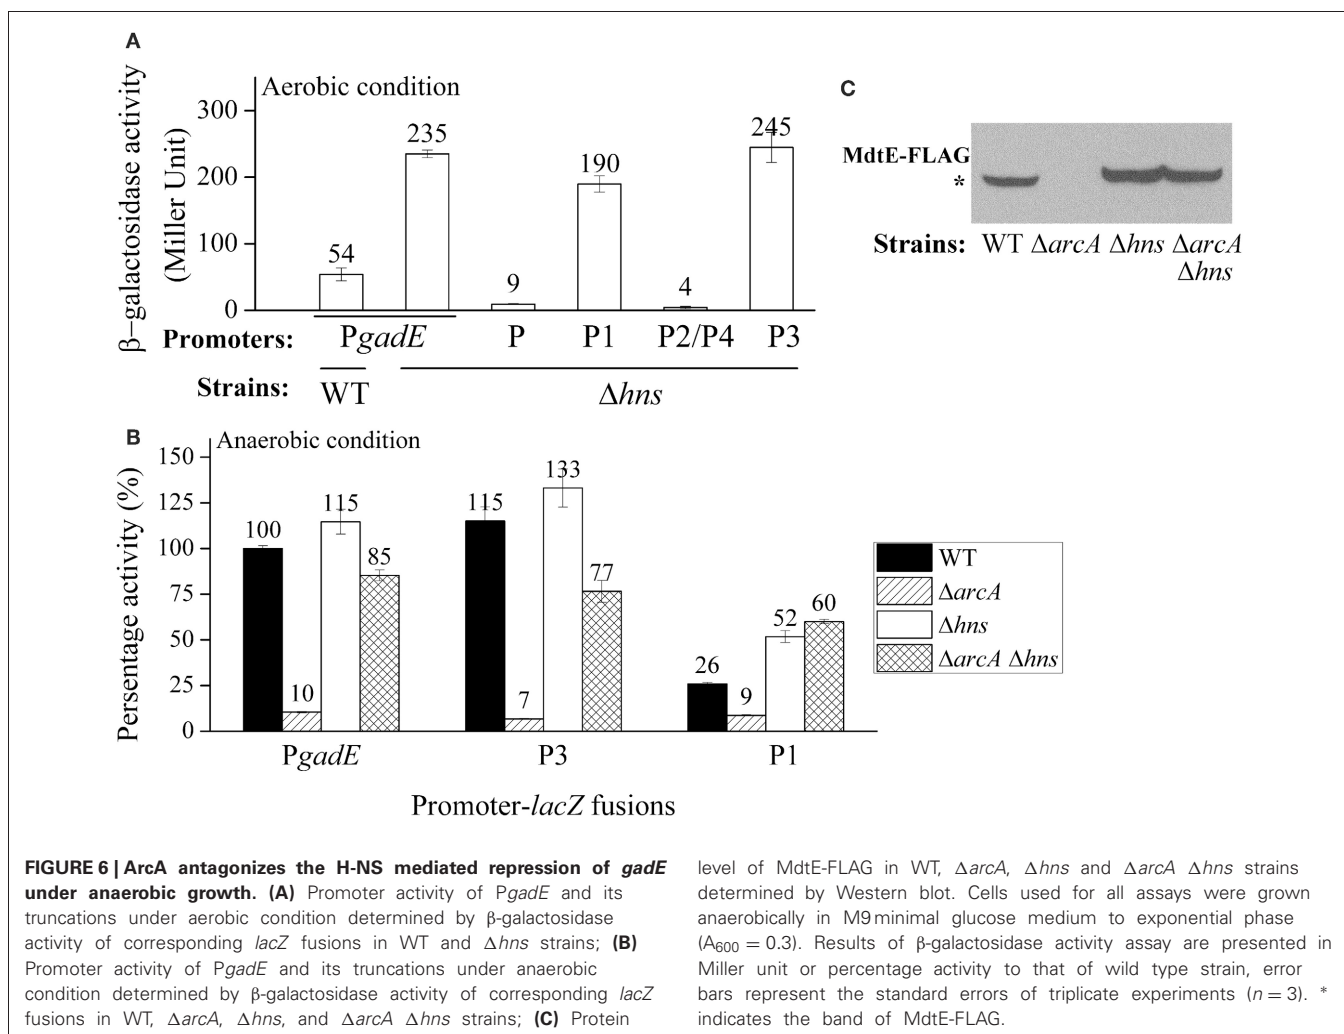 A
Aerobic condition
β−galactosidase activity
(Miller Unit)
300
200
100
0
54
235
9
190
4
245
Promoters: PgadE P P1 P2/P4 P3
Strains: WT Δhns
C
MdtE-FLAG
*
Strains: WT ΔarcA Δhns ΔarcA
Δhns
B
Anaerobic condition
Persentage activity (%)
150
125
100
75
50
25
0
100
10
115
85
115
7
133
77
26
9
52
60
PgadE P3 P1
Promoter-lacZ fusions
WT
ΔarcA
Δhns
ΔarcA Δhns
FIGURE 6 | ArcA antagonizes the H-NS mediated repression of gadE
under anaerobic growth. (A) Promoter activity of PgadE and its
truncations under aerobic condition determined by β-galactosidase
activity of corresponding lacZ fusions in WT and Δhns strains; (B)
Promoter activity of PgadE and its truncations under anaerobic
condition determined by β-galactosidase activity of corresponding lacZ
fusions in WT, ΔarcA, Δhns, and ΔarcA Δhns strains; (C) Protein
level of MdtE-FLAG in WT, ΔarcA, Δhns and ΔarcA Δhns strains
determined by Western blot. Cells used for all assays were grown
anaerobically in M9 minimal glucose medium to exponential phase
(A600 = 0.3). Results of β-galactosidase activity assay are presented in
Miller unit or percentage activity to that of wild type strain, error
bars represent the standard errors of triplicate experiments (n = 3). *
indicates the band of MdtE-FLAG.